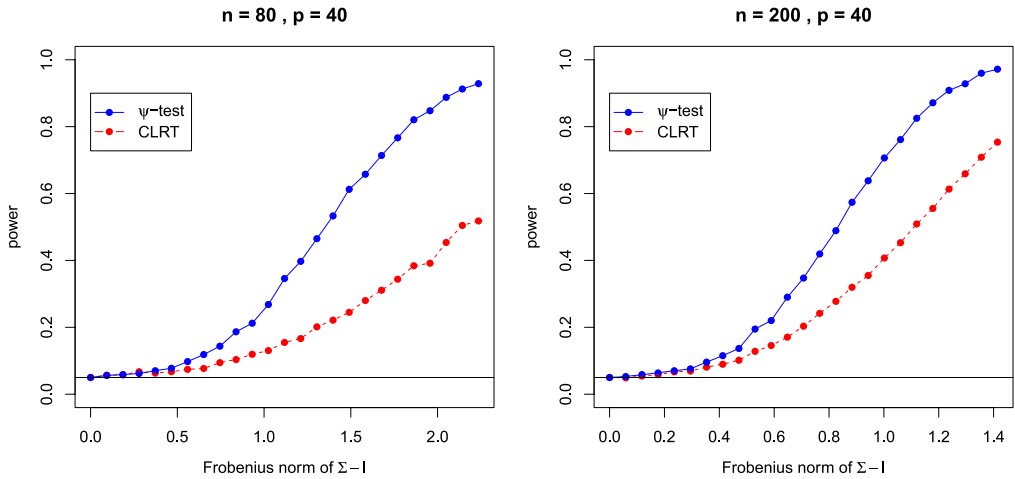 n = 80 , p = 40
1.0
0.8
0.6
0.4
0.2
0.0
power
ψ−test
CLRT
0.0 0.5 1.0 1.5 2.0
Frobenius norm of Σ−I
n = 200 , p = 40
1.0
0.8
0.6
0.4
0.2
0.0
power
ψ−test
CLRT
0.0 0.2 0.4 0.6 0.8 1.0 1.2 1.4
Frobenius norm of Σ−I